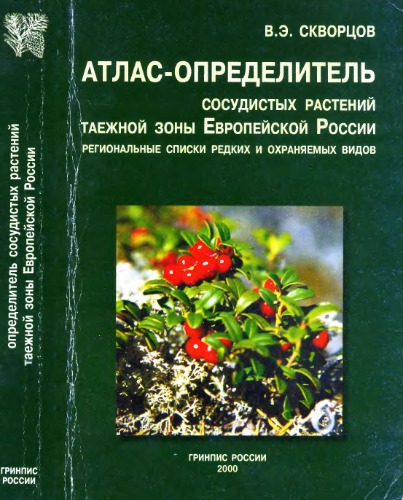 В.Э. СКВОРЦОВ
АТЛАС-ОПРЕДЕЛИТЕЛЬ
СОСУДИСТЫХ РАСТЕНИЙ
ТАЕЖНОЙ ЗОНЫ ЕВРОПЕЙСКОЙ РОССИИ
РЕГИОНАЛЬНЫЕ СПИСКИ РЕДКИХ И ОХРАНЯЕМЫХ ВИДОВ
ГРИНПИС РОССИИ
2000
определитель сосудистых растений
таежной зоны Европейской России
ГРИНПИС
РОССИИ